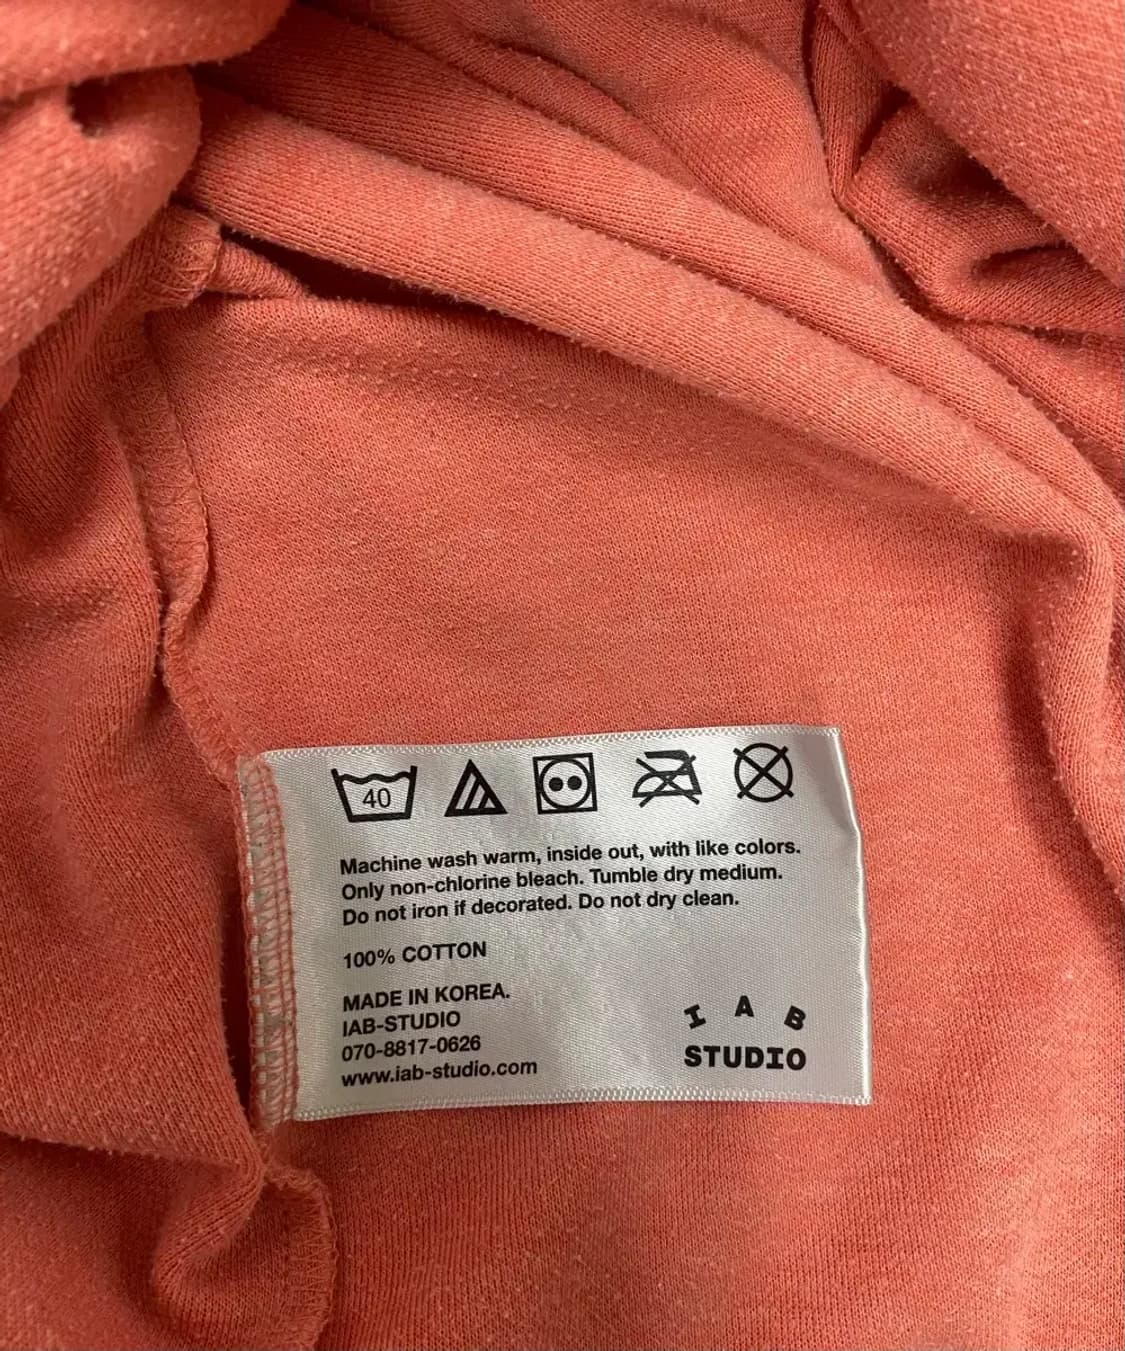 40
Machine wash warm, inside out, with like colors.
Only non-chlorine bleach. Tumble dry medium.
Do not iron if decorated. Do not dry clean.
100% COTTON
MADE IN KOREA.
IAB-STUDIO
070-8817-0626
www.iab-studio.com
IAB
STUDIO